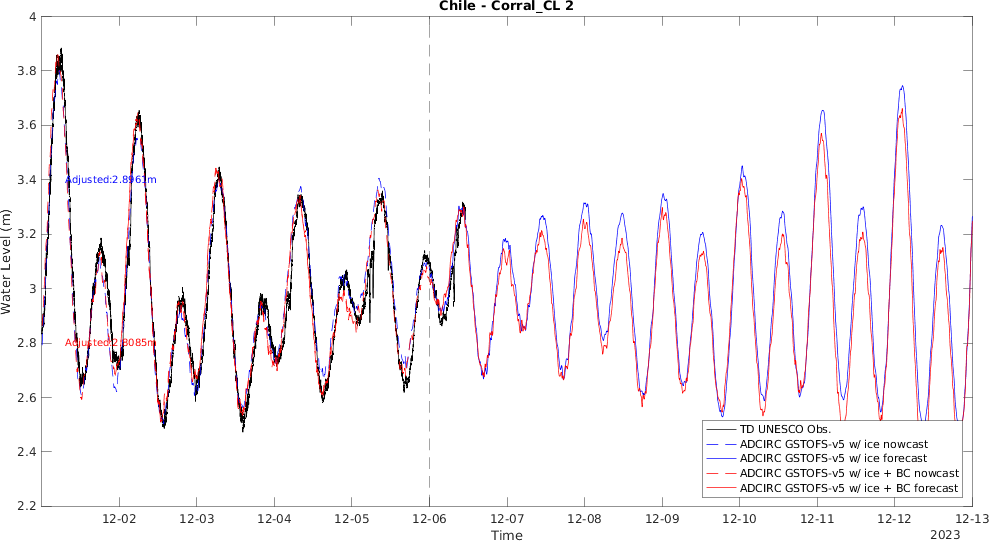 Chile - Corral_CL 2
Water Level (m)
4
3.8
3.6
3.4
3.2
3
2.8
2.6
2.4
2.2
Adjusted:2.8961m
Adjusted:2.8085m
TD UNESCO Obs.
ADCIRC GSTOFS-v5 w/ ice nowcast
ADCIRC GSTOFS-v5 w/ ice forecast
ADCIRC GSTOFS-v5 w/ ice + BC nowcast
ADCIRC GSTOFS-v5 w/ ice + BC forecast
12-02 12-03 12-04 12-05 12-06 12-07 12-08 12-09 12-10 12-11 12-12 12-13
Time
2023